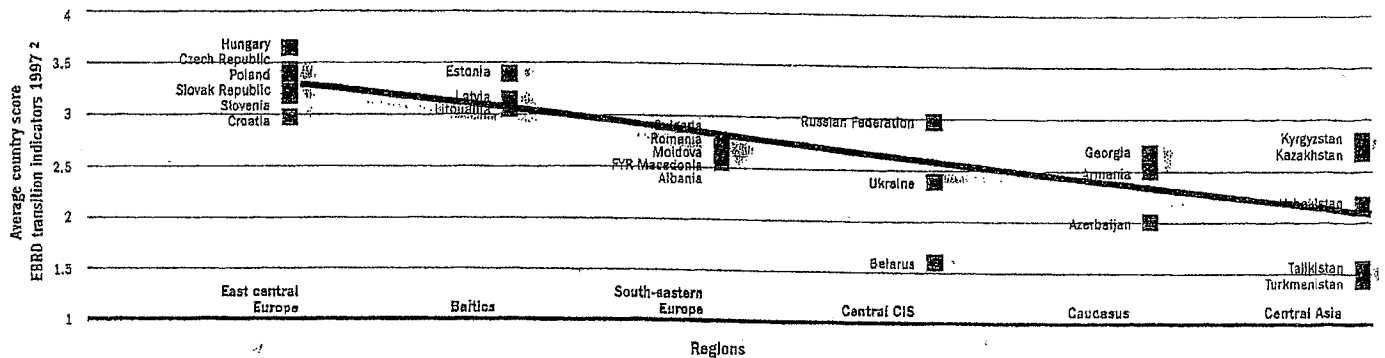 Average country score
EBRD transition indicators 1997 2
4
3.5
3
2.5
2
1.5
1
Hungary
Czech Republic
Poland
Slovak Republic
Slovenia
Croatia
East central
Europe
Estonia
Latvia
Lithuania
Baltics
Bulgaria
Romania
Moldova
FYR Macedonia
Albania
South-eastern
Europe
Russian Federation
Ukraine
Belarus
Central CIS
Georgia
Armenia
Azerbaijan
Caucasus
Kyrgyzstan
Kazakhstan
Uzbekistan
Tajikistan
Turkmenistan
Central Asia
Regions